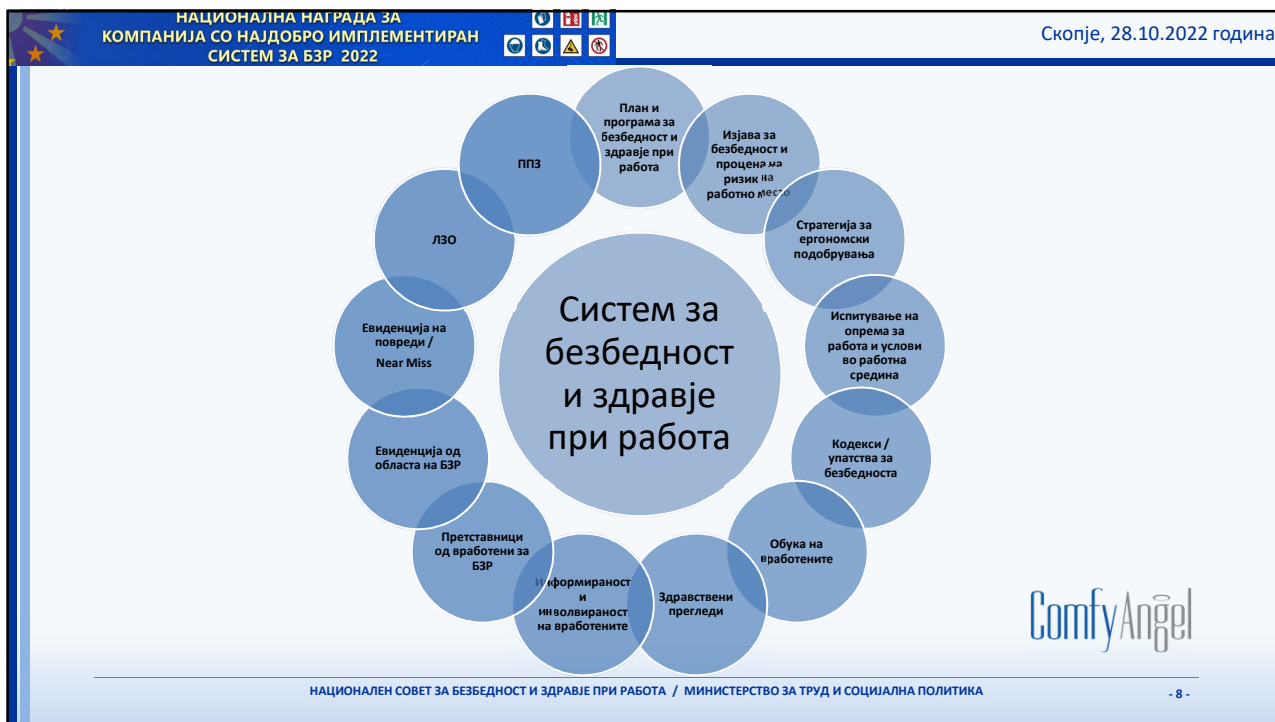 НАЦИОНАЛНА НАГРАДА ЗА
КОМПАНИЈА СО НАЈДОБРО ИМПЛЕМЕНТИРАН
СИСТЕМ ЗА БЗР 2022
Скопје, 28.10.2022 година
План и
програма за
безбедност и
здравје при
работа
Изјава за
безбедност и
процена на
ризик на
работно место
Стратегија за
ергономски
подобрувања
Испитување на
опрема за
работа и услови
во работна
средина
Кодекси /
упатства за
безбедноста
Обука на
вработените
Здравствени
прегледи
Информираност
и
инволвираност
на вработените
Претставници
од вработени за
БЗР
Евиденција од
областа на БЗР
Евиденција на
повреди /
Near Miss
ЛЗО
ППЗ
Систем за
безбедност
и здравје
при работа
ComfyAngel
НАЦИОНАЛЕН СОВЕТ ЗА БЕЗБЕДНОСТ И ЗДРАВЈЕ ПРИ РАБОТА / МИНИСТЕРСТВО ЗА ТРУД И СОЦИЈАЛНА ПОЛИТИКА
- 8 -